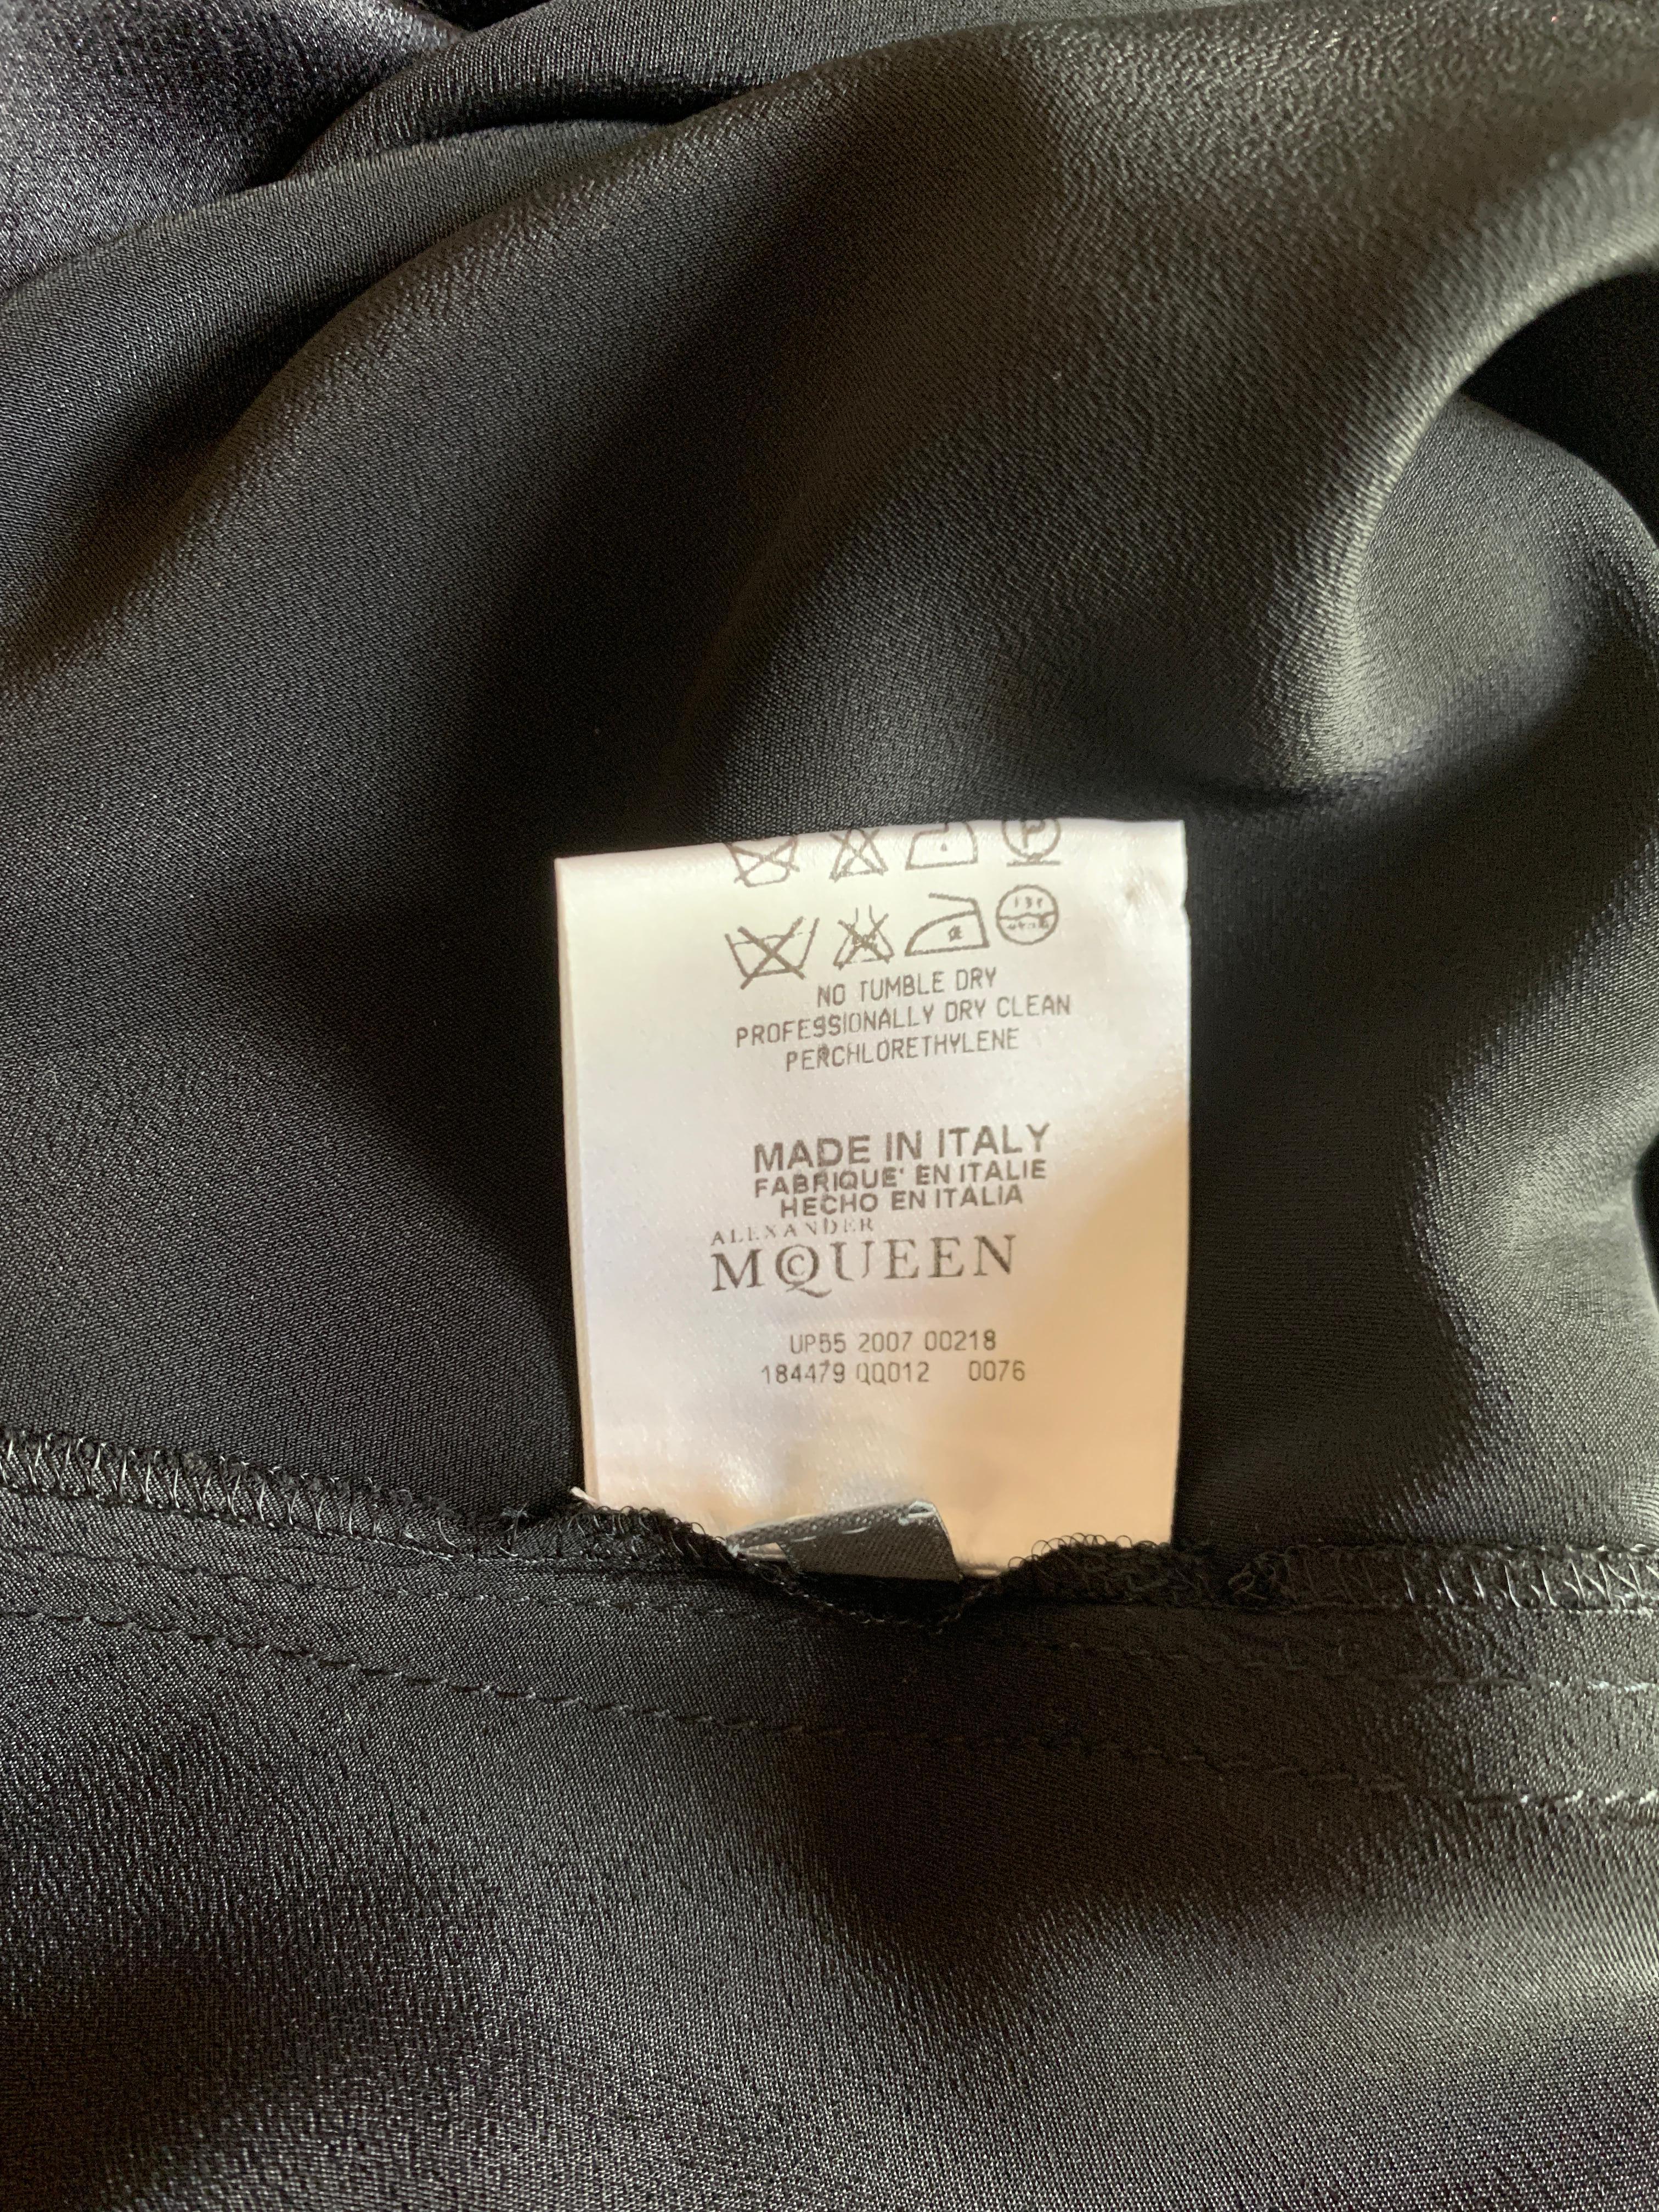 P
NO TUMBLE DRY
PROFESSIONALLY DRY CLEAN
PERCHLORETHYLENE
MADE IN ITALY
FABRIQUE' EN ITALIE
HECHO EN ITALIA
ALEXANDER
MCQUEEN
UP55 2007 00218
184479 QQ012 0076